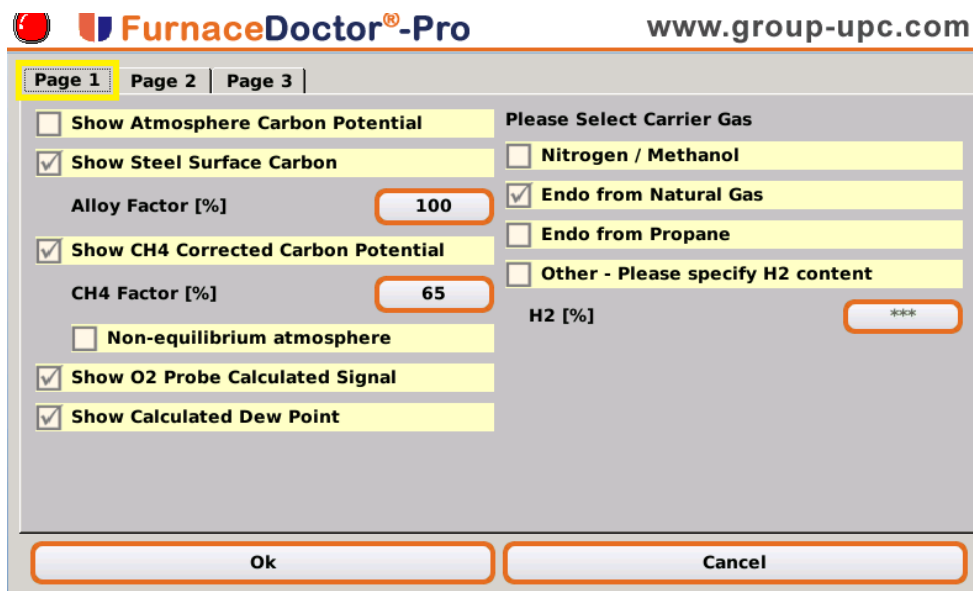 FurnaceDoctor®-Pro www.group-upc.com
Page 1 Page 2 Page 3
Show Atmosphere Carbon Potential
Show Steel Surface Carbon
Alloy Factor [%] 100
Show CH4 Corrected Carbon Potential
CH4 Factor [%] 65
Non-equilibrium atmosphere
Show O2 Probe Calculated Signal
Show Calculated Dew Point
Please Select Carrier Gas
Nitrogen / Methanol
Endo from Natural Gas
Endo from Propane
Other - Please specify H2 content
H2 [%] ***
Ok Cancel